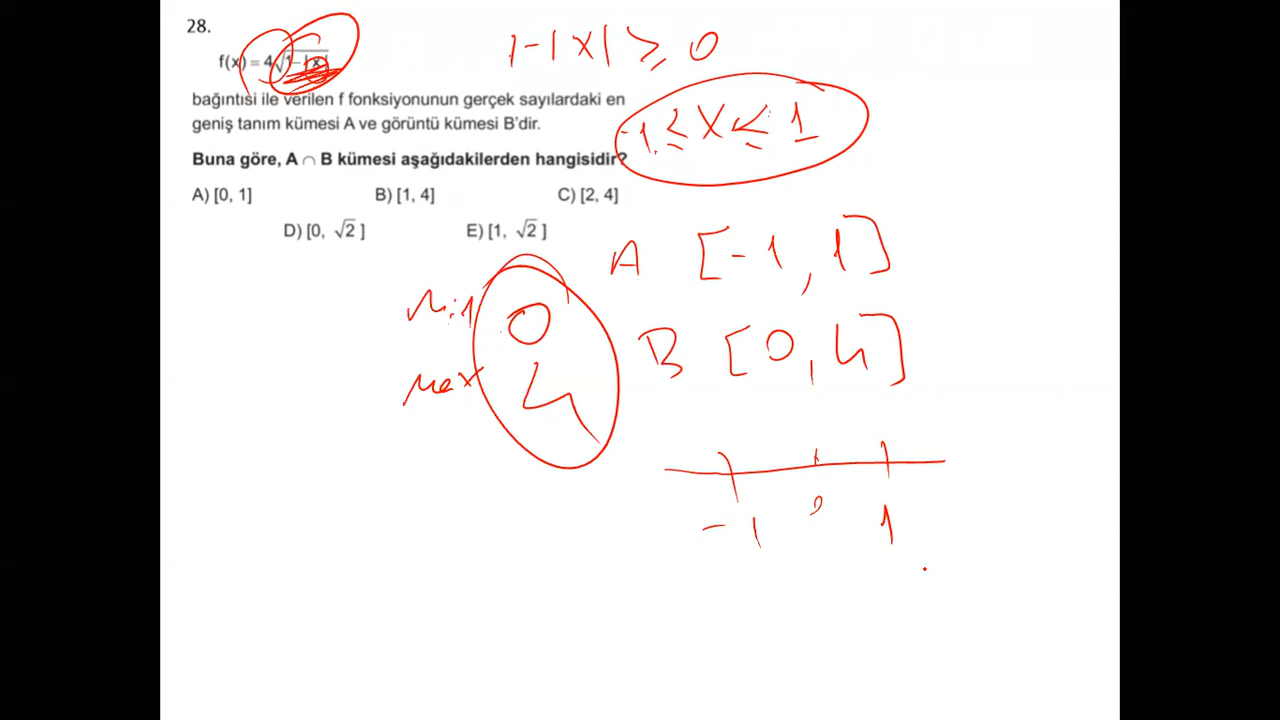 28.
f(x) = 4√1-|x|
bağıntısı ile verilen f fonksiyonunun gerçek sayılardaki en
geniş tanım kümesi A ve görüntü kümesi B'dir.
Buna göre, A ∩ B kümesi aşağıdakilerden hangisidir?
A) [0, 1] B) [1, 4] C) [2, 4]
D) [0, √2 ] E) [1, √2 ]
1-|x| ≥ 0
-1 ≤ x ≤ 1
A [-1, 1]
B [0, 4]
min 0
max 4
-1 0 1